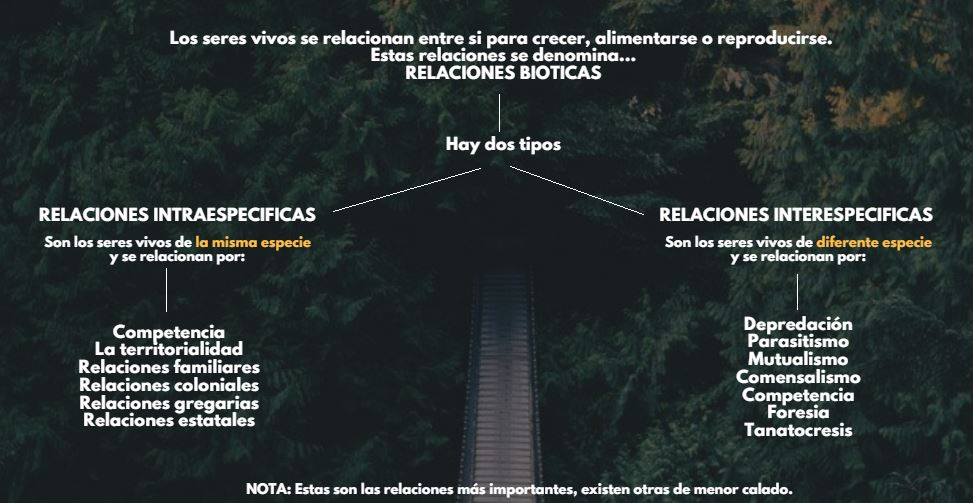 Los seres vivos se relacionan entre si para crecer, alimentarse o reproducirse.
Estas relaciones se denomina...
RELACIONES BIOTICAS
Hay dos tipos
RELACIONES INTRAESPECIFICAS
Son los seres vivos de la misma especie
y se relacionan por:
Competencia
La territorialidad
Relaciones familiares
Relaciones coloniales
Relaciones gregarias
Relaciones estatales
RELACIONES INTERESPECIFICAS
Son los seres vivos de diferente especie
y se relacionan por:
Depredación
Parasitismo
Mutualismo
Comensalismo
Competencia
Foresia
Tanatocresis
NOTA: Estas son las relaciones más importantes, existen otras de menor calado.